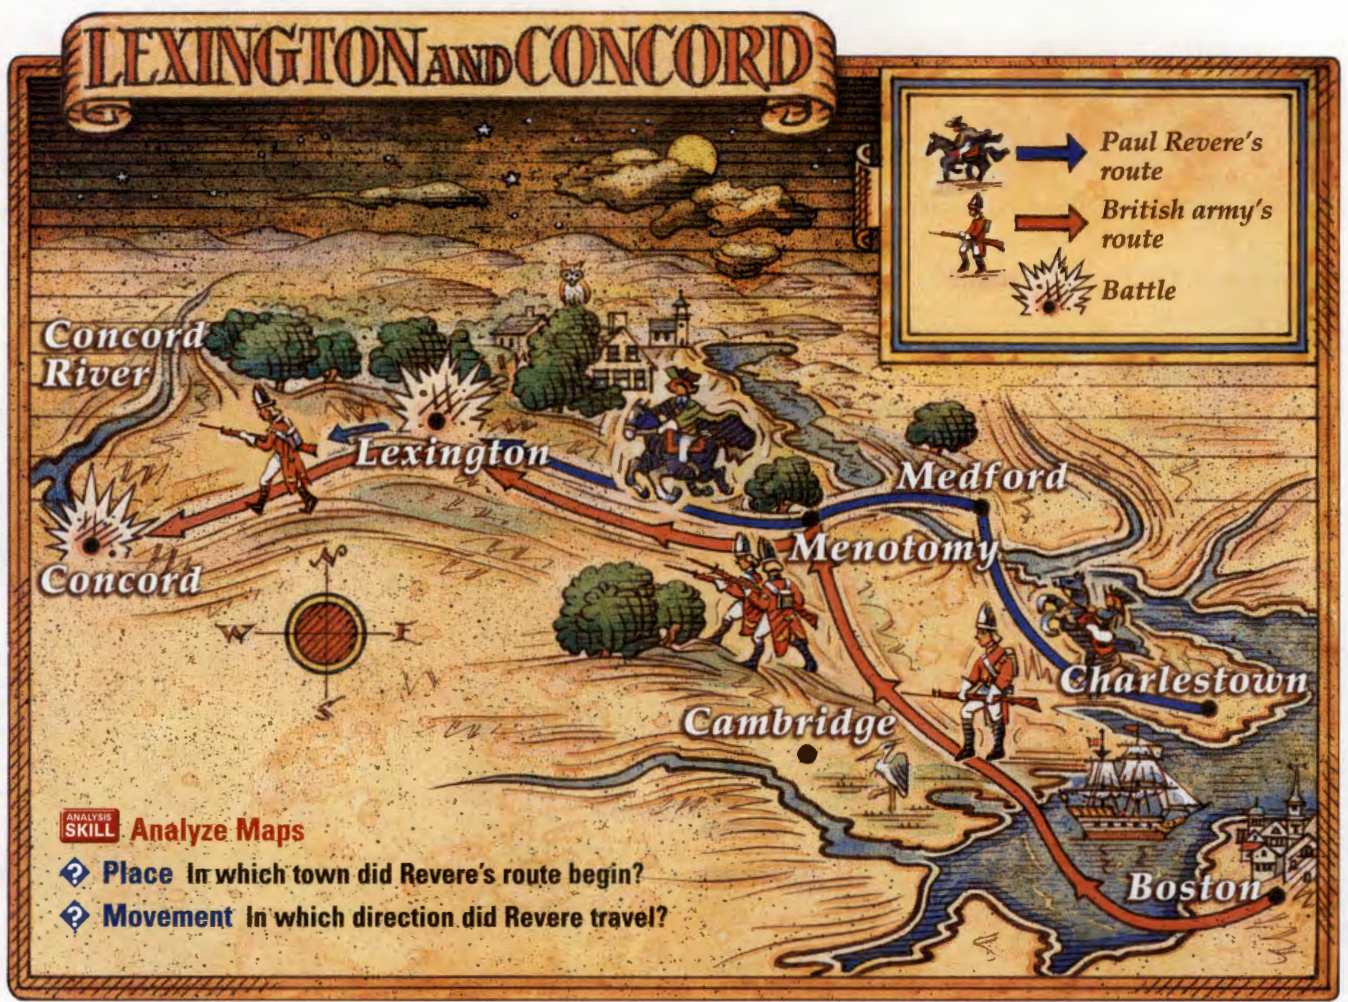 LEXINGTON AND CONCORD
Paul Revere's
route
British army's
route
Battle
Concord
River
Lexington
Medford
Menotomy
Concord
N
W E
S
Charlestown
Cambridge
Boston
ANALYSIS
SKILL Analyze Maps
? Place In which town did Revere's route begin?
? Movement In which direction did Revere travel?